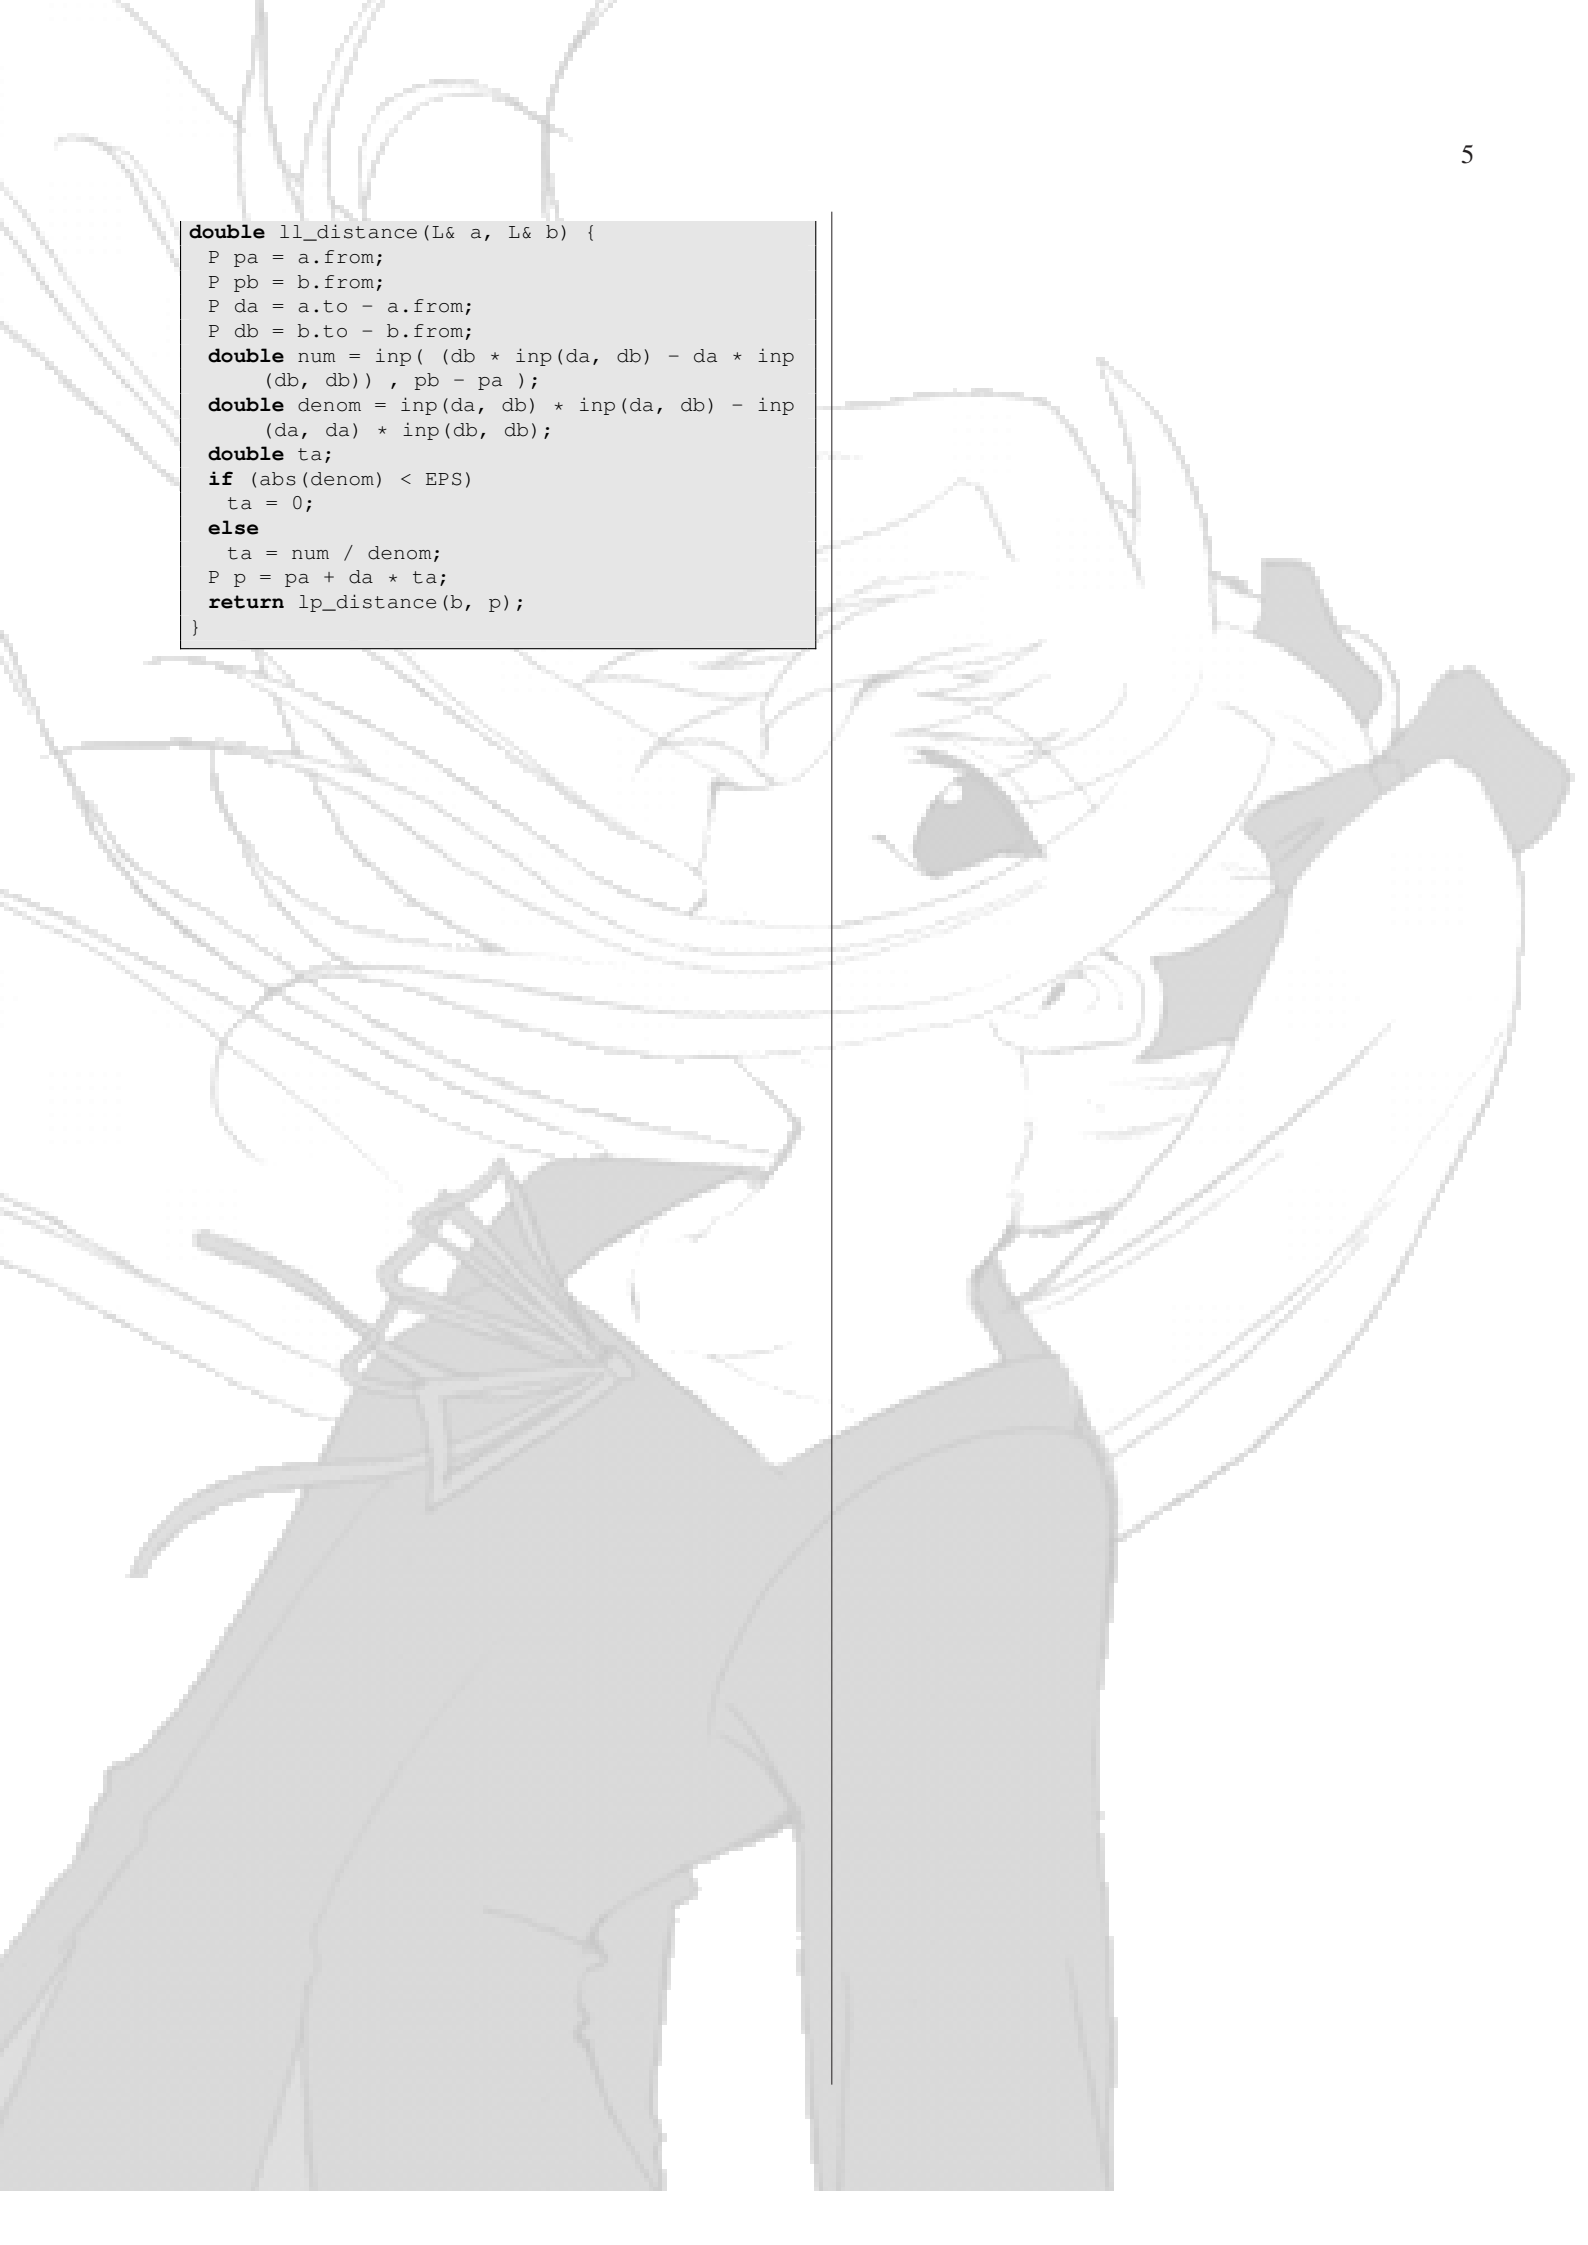 5
double ll_distance(L& a, L& b) {
P pa = a.from;
P pb = b.from;
P da = a.to - a.from;
P db = b.to - b.from;
double num = inp( (db * inp(da, db) - da * inp
(db, db)) , pb - pa );
double denom = inp(da, db) * inp(da, db) - inp
(da, da) * inp(db, db);
double ta;
if (abs(denom) < EPS)
ta = 0;
else
ta = num / denom;
P p = pa + da * ta;
return lp_distance(b, p);
}